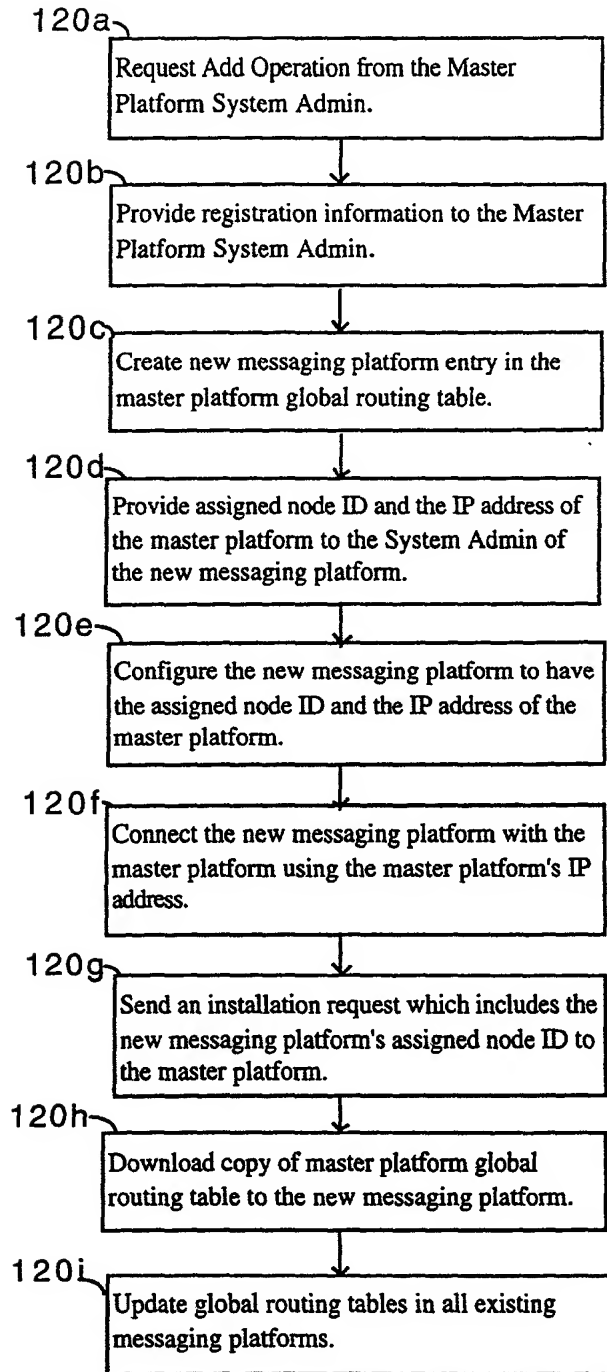 120a
Request Add Operation from the Master
Platform System Admin.
120b
Provide registration information to the Master
Platform System Admin.
120c
Create new messaging platform entry in the
master platform global routing table.
120d
Provide assigned node ID and the IP address of
the master platform to the System Admin of
the new messaging platform.
120e
Configure the new messaging platform to have
the assigned node ID and the IP address of the
master platform.
120f
Connect the new messaging platform with the
master platform using the master platform's IP
address.
120g
Send an installation request which includes the
new messaging platform's assigned node ID to
the master platform.
120h
Download copy of master platform global
routing table to the new messaging platform.
120i
Update global routing tables in all existing
messaging platforms.